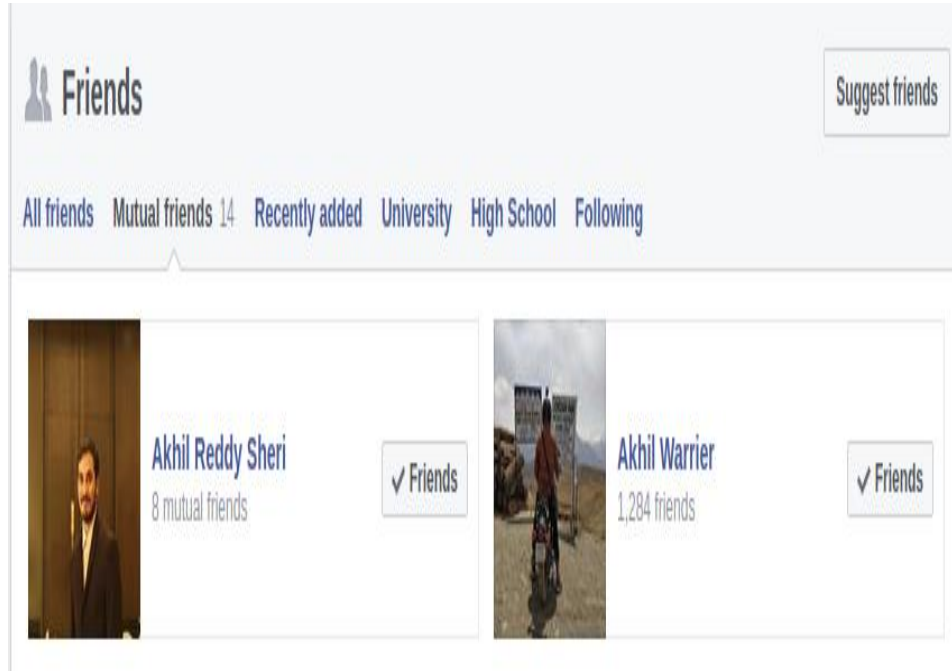 Friends
Suggest friends
All friends Mutual friends 14 Recently added University High School Following
Akhil Reddy Sheri
8 mutual friends
✓ Friends
Akhil Warrier
1,284 friends
✓ Friends